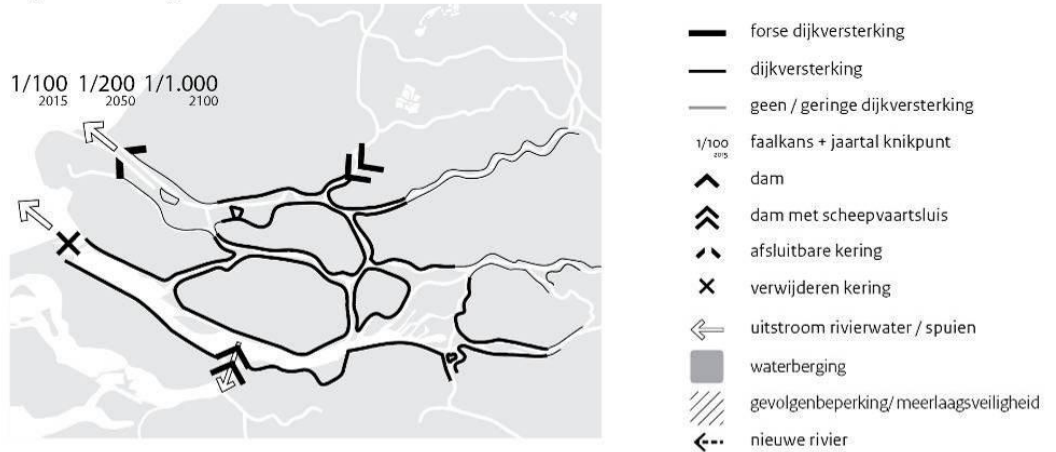 1/100 1/200 1/1.000
2015 2050 2100
forse dijkversterking
dijkversterking
geen / geringe dijkversterking
1/100
2015
faalkans + jaartal knikpunt
dam
dam met scheepvaartsluis
afsluitbare kering
verwijderen kering
uitstroom rivierwater / spuien
waterberging
gevolgenbeperking/ meerlaagsveiligheid
nieuwe rivier